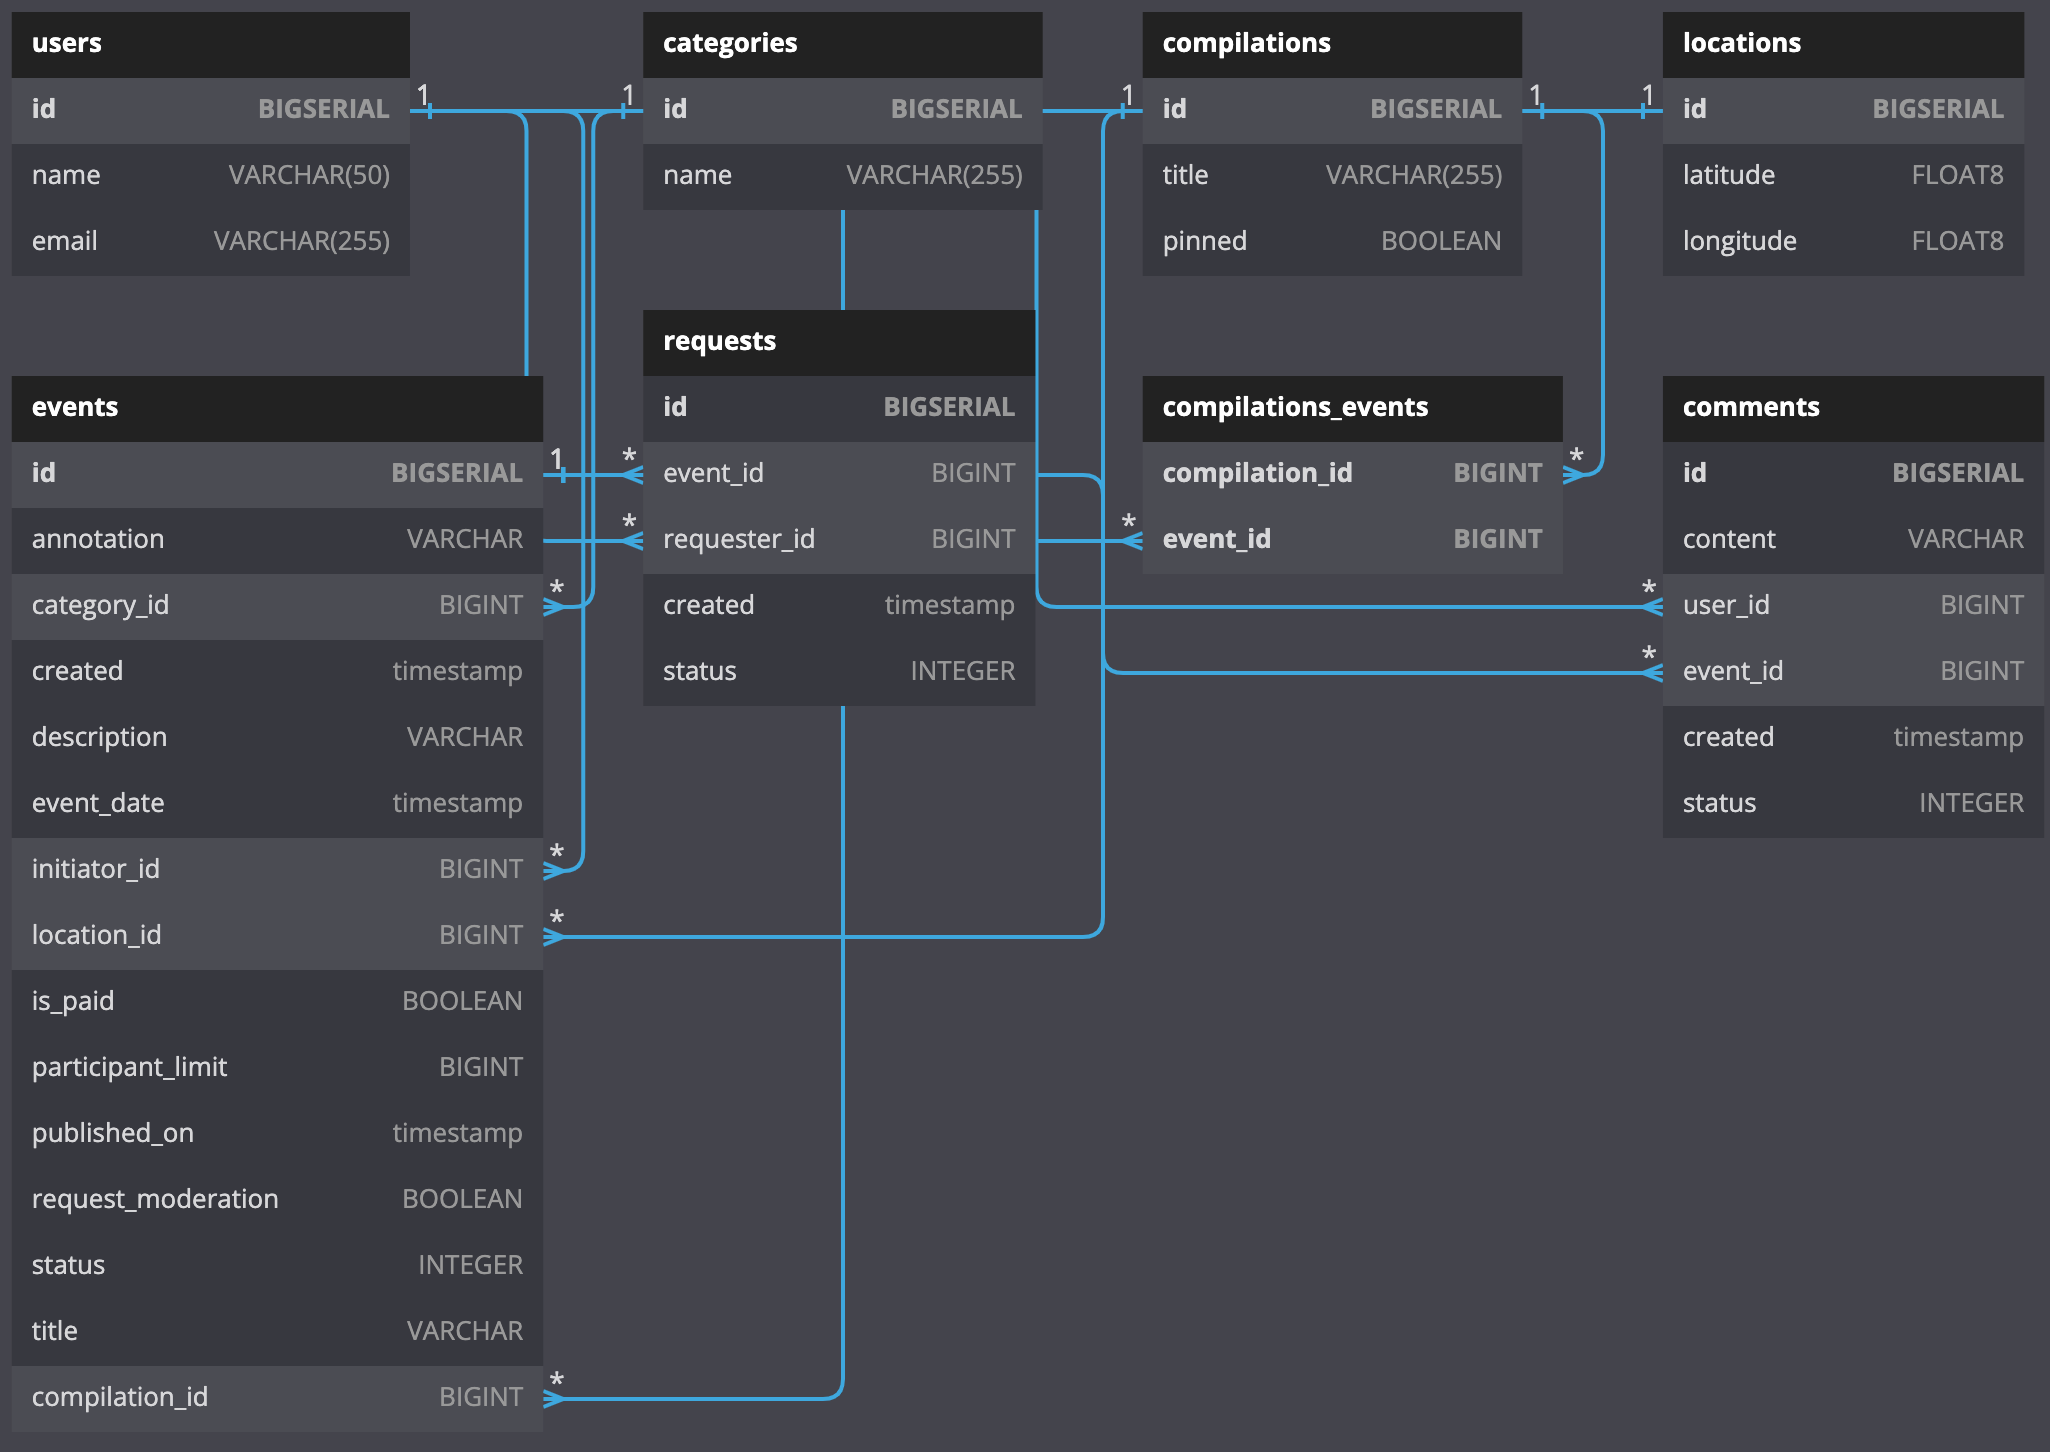 users
id BIGSERIAL
name VARCHAR(50)
email VARCHAR(255)
categories
id BIGSERIAL
name VARCHAR(255)
compilations
id BIGSERIAL
title VARCHAR(255)
pinned BOOLEAN
locations
id BIGSERIAL
latitude FLOAT8
longitude FLOAT8
1 1 1 1 1
events
id BIGSERIAL
annotation VARCHAR
category_id BIGINT
created timestamp
description VARCHAR
event_date timestamp
initiator_id BIGINT
location_id BIGINT
is_paid BOOLEAN
participant_limit BIGINT
published_on timestamp
request_moderation BOOLEAN
status INTEGER
title VARCHAR
compilation_id BIGINT
1
*
*
*
*
requests
id BIGSERIAL
event_id BIGINT
requester_id BIGINT
created timestamp
status INTEGER
*
*
compilations_events
compilation_id BIGINT
event_id BIGINT
*
*
comments
id BIGSERIAL
content VARCHAR
user_id BIGINT
event_id BIGINT
created timestamp
status INTEGER
*
*